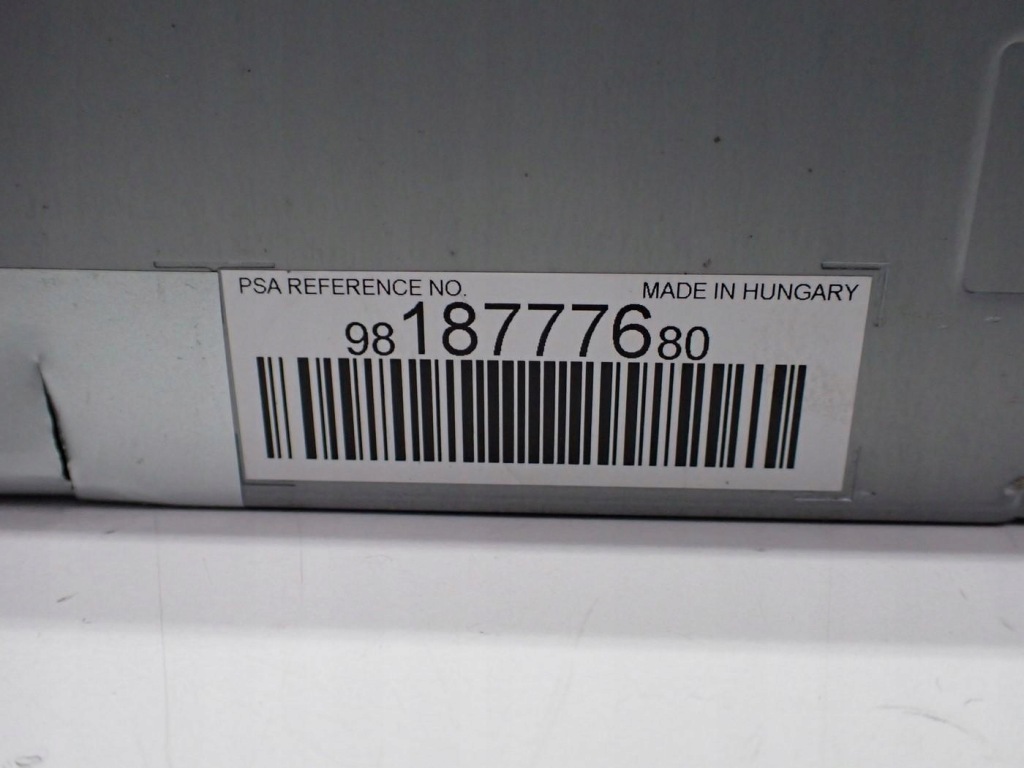 PSA REFERENCE NO. MADE IN HUNGARY
9818777680